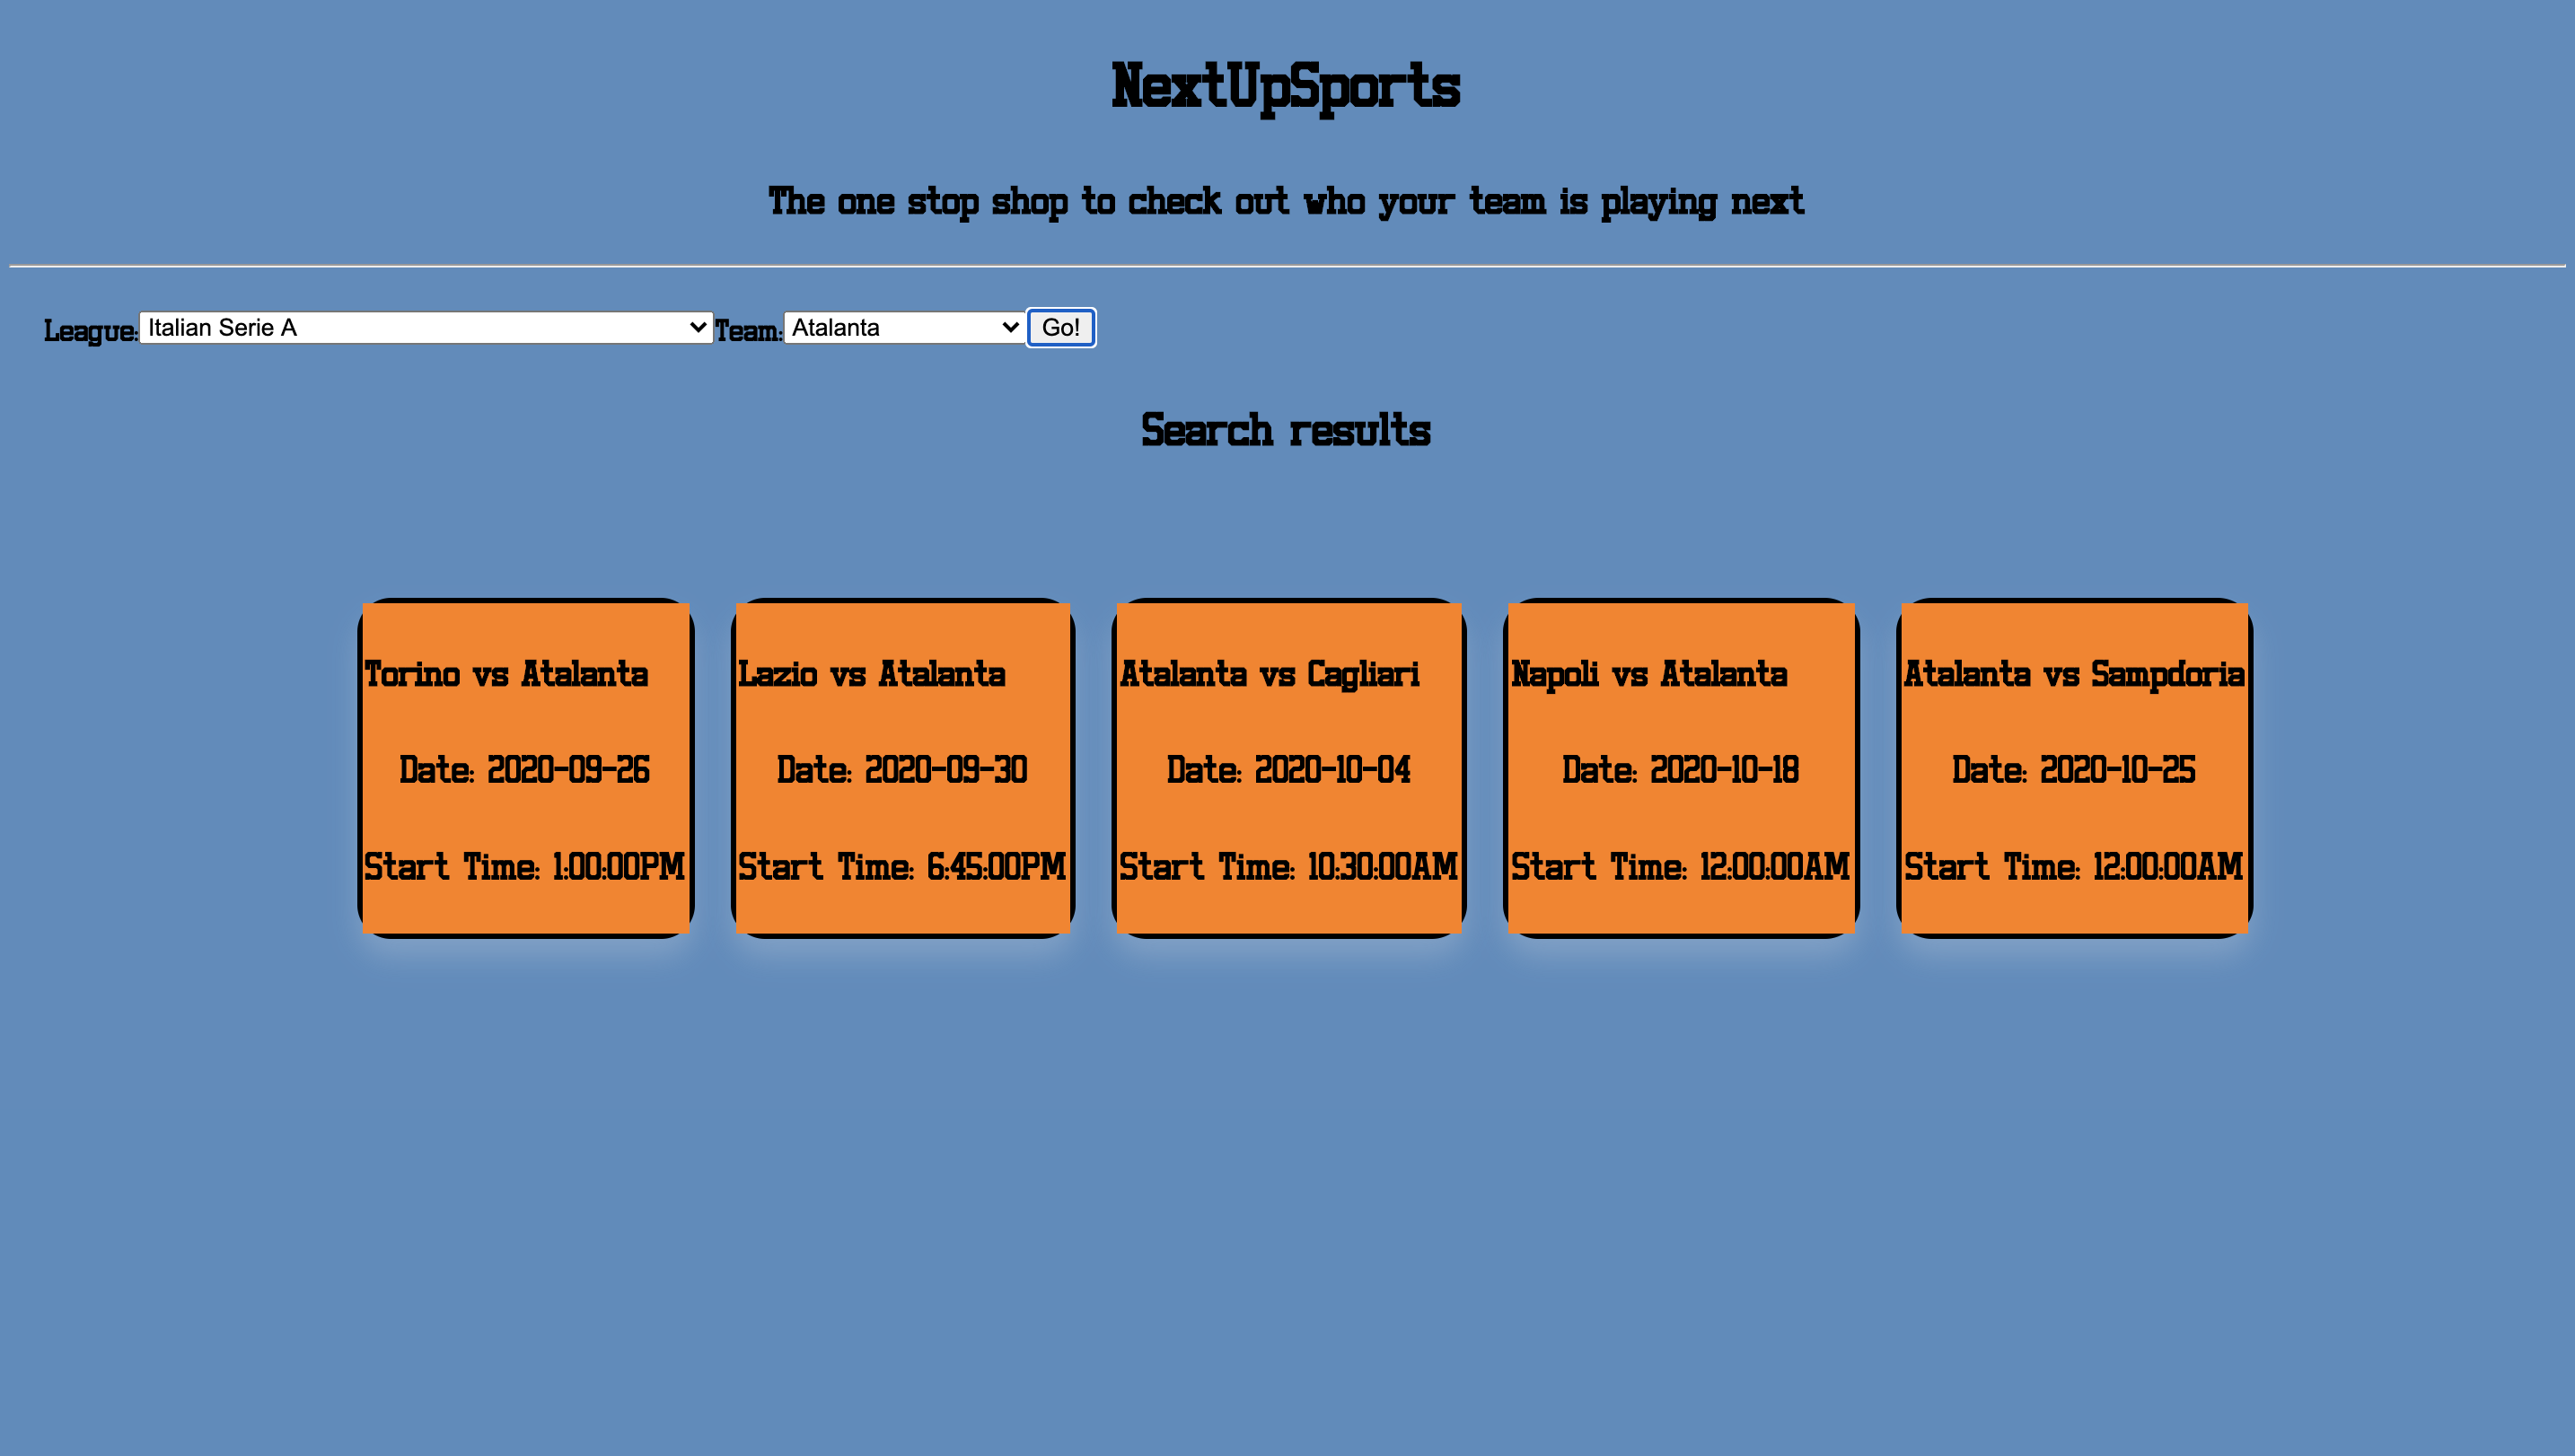 NextUpSports
The one stop shop to check out who your team is playing next
League: Italian Serie A Team: Atalanta Go!
Search results
Torino vs Atalanta
Date: 2020-09-26
Start Time: 1:00:00PM
Lazio vs Atalanta
Date: 2020-09-30
Start Time: 6:45:00PM
Atalanta vs Cagliari
Date: 2020-10-04
Start Time: 10:30:00AM
Napoli vs Atalanta
Date: 2020-10-18
Start Time: 12:00:00AM
Atalanta vs Sampdoria
Date: 2020-10-25
Start Time: 12:00:00AM